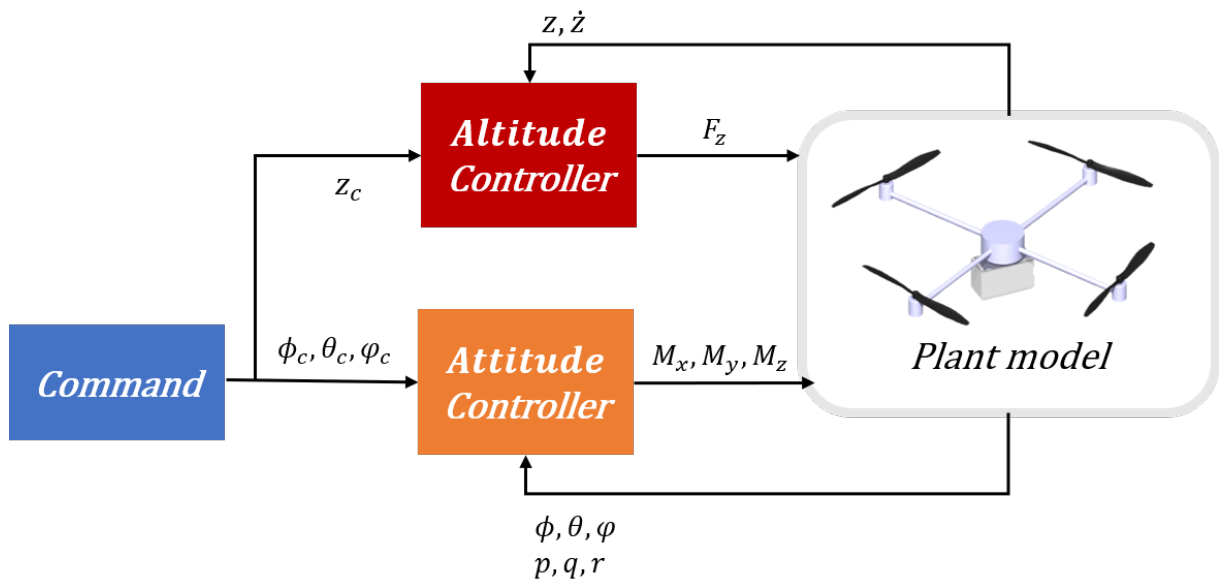 z, ż
Altitude
Controller
F_z
z_c
Command
ϕ_c, θ_c, φ_c
Attitude
Controller
M_x, M_y, M_z
Plant model
ϕ, θ, φ
p, q, r